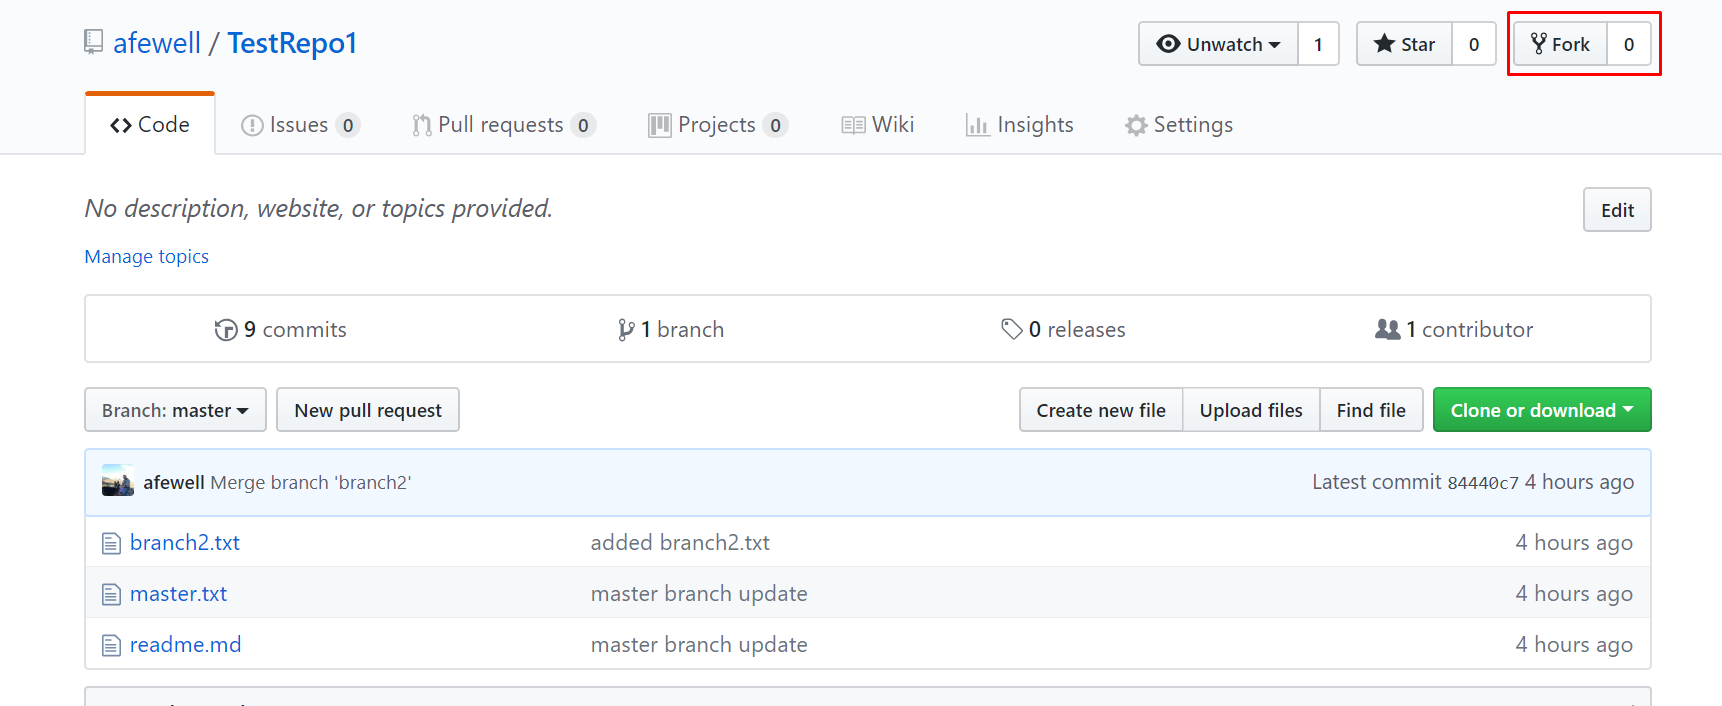 afewell / TestRepo1
Unwatch 1 Star 0 Fork 0
Code Issues 0 Pull requests 0 Projects 0 Wiki Insights Settings
No description, website, or topics provided.
Edit
Manage topics
9 commits 1 branch 0 releases 1 contributor
Branch: master New pull request Create new file Upload files Find file Clone or download
afewell Merge branch 'branch2' Latest commit 84440c7 4 hours ago
branch2.txt added branch2.txt 4 hours ago
master.txt master branch update 4 hours ago
readme.md master branch update 4 hours ago